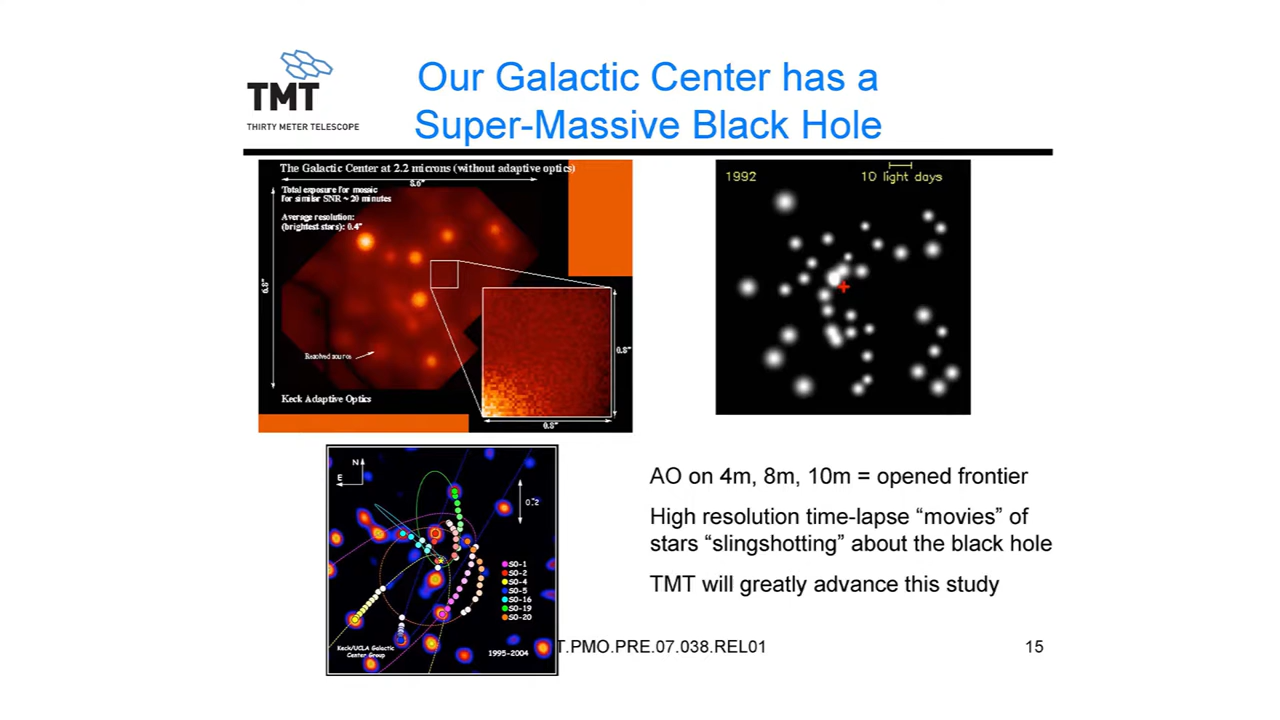 TMT
THIRTY METER TELESCOPE
Our Galactic Center has a
Super-Massive Black Hole
The Galactic Center at 2.2 microns (without adaptive optics)
8.6"
Total exposure for mosaic
for similar SNR ~ 20 minutes
Average resolution:
(brightest stars): 0.4"
6.8"
Resolved source
0.8"
0.8"
Keck Adaptive Optics
1992
10 light days
N
E
0.2
S0-1
S0-2
S0-4
S0-5
S0-16
S0-19
S0-20
Keck/UCLA Galactic
Center Group
1995-2004
AO on 4m, 8m, 10m = opened frontier
High resolution time-lapse “movies” of
stars “slingshotting” about the black hole
TMT will greatly advance this study
T.PMO.PRE.07.038.REL01
15